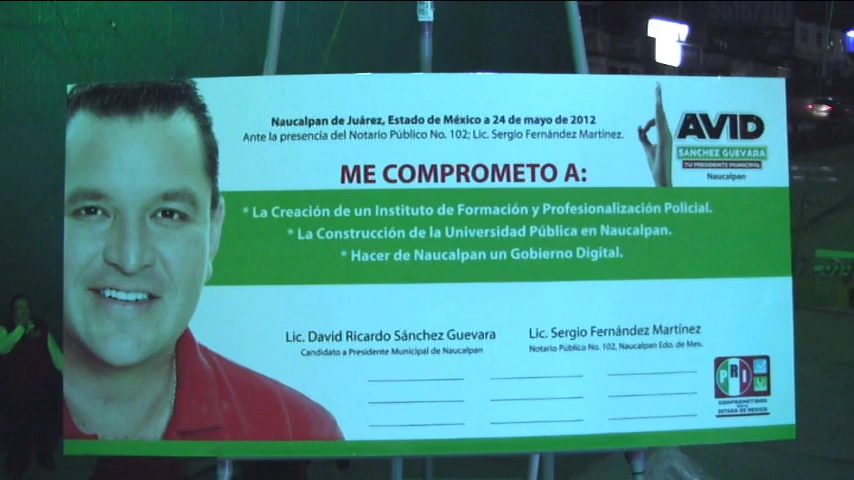 Naucalpan de Juárez, Estado de México a 24 de mayo de 2012
Ante la presencia del Notario Público No. 102; Lic. Sergio Fernández Martínez.
AVID
SÁNCHEZ GUEVARA
TU PRESIDENTE MUNICIPAL
Naucalpan
ME COMPROMETO A:
* La Creación de un Instituto de Formación y Profesionalización Policial.
* La Construcción de la Universidad Pública en Naucalpan.
* Hacer de Naucalpan un Gobierno Digital.
Lic. David Ricardo Sánchez Guevara
Candidato a Presidente Municipal de Naucalpan
Lic. Sergio Fernández Martínez
Notario Público No. 102, Naucalpan Edo. de Mex.
PRI
COMPROMETIDOS
ESTADO DE MÉXICO